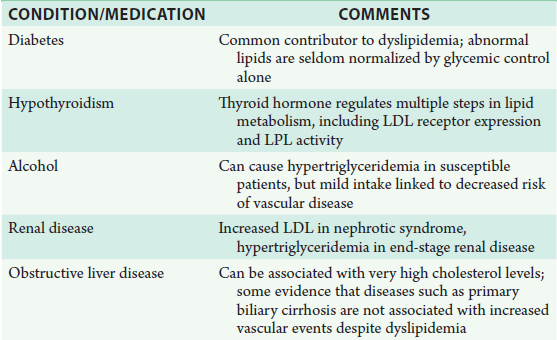 CONDITION/MEDICATION COMMENTS
Diabetes Common contributor to dyslipidemia; abnormal
lipids are seldom normalized by glycemic control
alone
Hypothyroidism Thyroid hormone regulates multiple steps in lipid
metabolism, including LDL receptor expression
and LPL activity
Alcohol Can cause hypertriglyceridemia in susceptible
patients, but mild intake linked to decreased risk
of vascular disease
Renal disease Increased LDL in nephrotic syndrome,
hypertriglyceridemia in end-stage renal disease
Obstructive liver disease Can be associated with very high cholesterol levels;
some evidence that diseases such as primary
biliary cirrhosis are not associated with increased
vascular events despite dyslipidemia